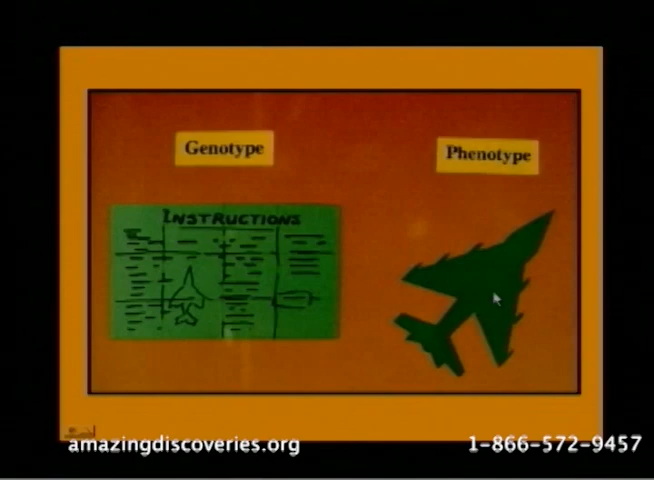 Genotype
Phenotype
INSTRUCTIONS
amazingdiscoveries.org
1-866-572-9457